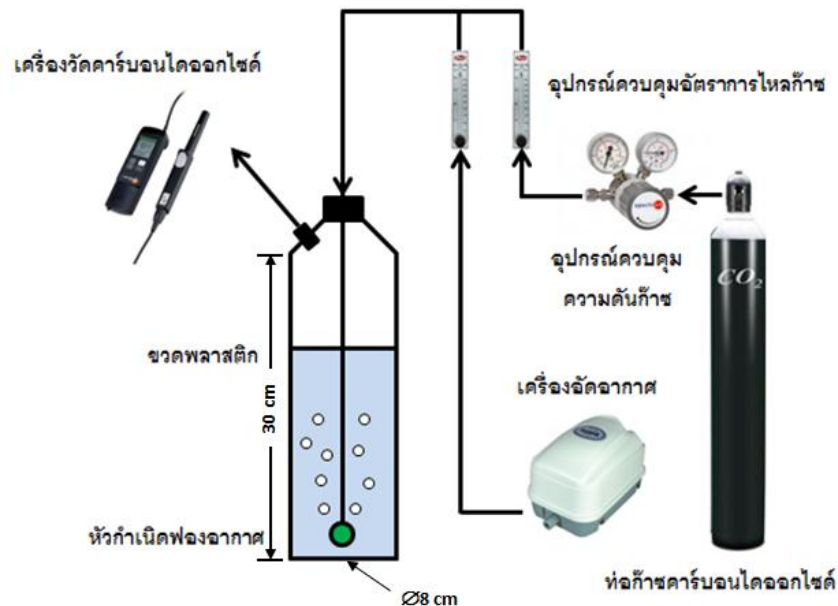 เครื่องวัดคาร์บอนไดออกไซด์
อุปกรณ์ควบคุมอัตราการไหลก๊าซ
อุปกรณ์ควบคุม
ความดันก๊าซ
CO2
ขวดพลาสติก
30 cm
เครื่องอัดอากาศ
หัวกำเนิดฟองอากาศ
⌀8 cm
ท่อก๊าซคาร์บอนไดออกไซด์